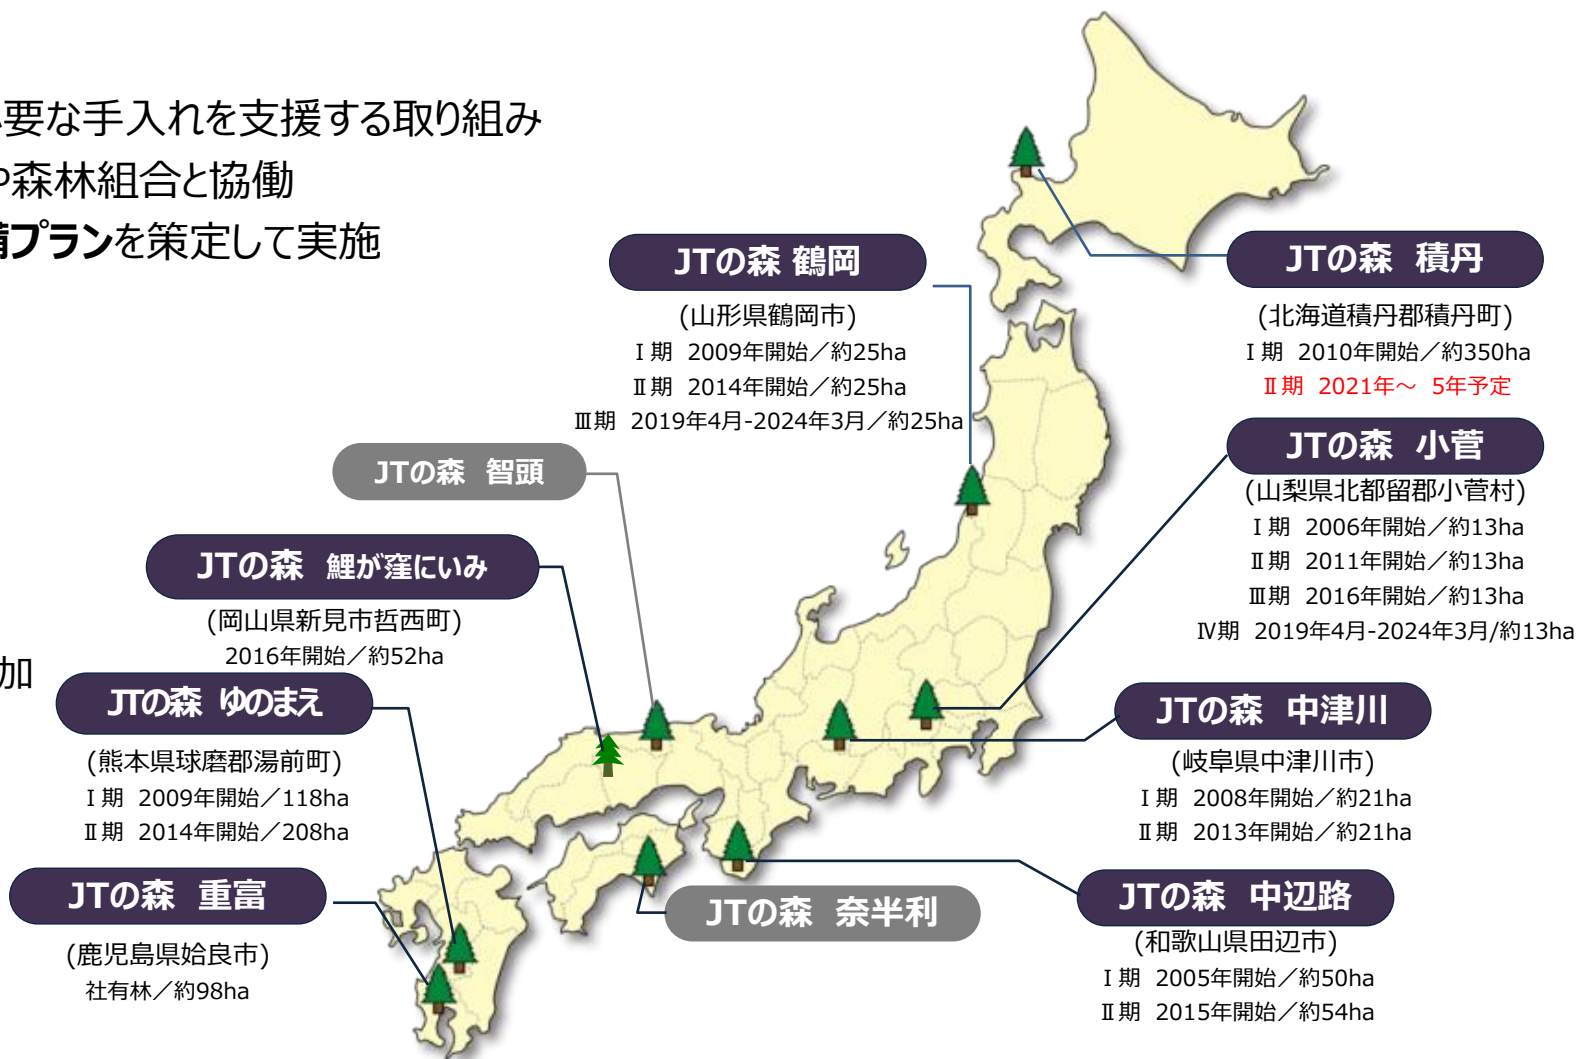 要な手入れを支援する取り組み
や森林組合と協働
備プランを策定して実施
加
JTの森 鶴岡
(山形県鶴岡市)
Ⅰ期 2009年開始／約25ha
Ⅱ期 2014年開始／約25ha
Ⅲ期 2019年4月-2024年3月／約25ha
JTの森 積丹
(北海道積丹郡積丹町)
Ⅰ期 2010年開始／約350ha
Ⅱ期 2021年～ 5年予定
JTの森 智頭
JTの森 小菅
(山梨県北都留郡小菅村)
Ⅰ期 2006年開始／約13ha
Ⅱ期 2011年開始／約13ha
Ⅲ期 2016年開始／約13ha
Ⅳ期 2019年4月-2024年3月/約13ha
JTの森 鯉が窪にいみ
(岡山県新見市哲西町)
2016年開始／約52ha
JTの森 ゆのまえ
(熊本県球磨郡湯前町)
Ⅰ期 2009年開始／118ha
Ⅱ期 2014年開始／208ha
JTの森 中津川
(岐阜県中津川市)
Ⅰ期 2008年開始／約21ha
Ⅱ期 2013年開始／約21ha
JTの森 重富
(鹿児島県姶良市)
社有林／約98ha
JTの森 奈半利
JTの森 中辺路
(和歌山県田辺市)
Ⅰ期 2005年開始／約50ha
Ⅱ期 2015年開始／約54ha